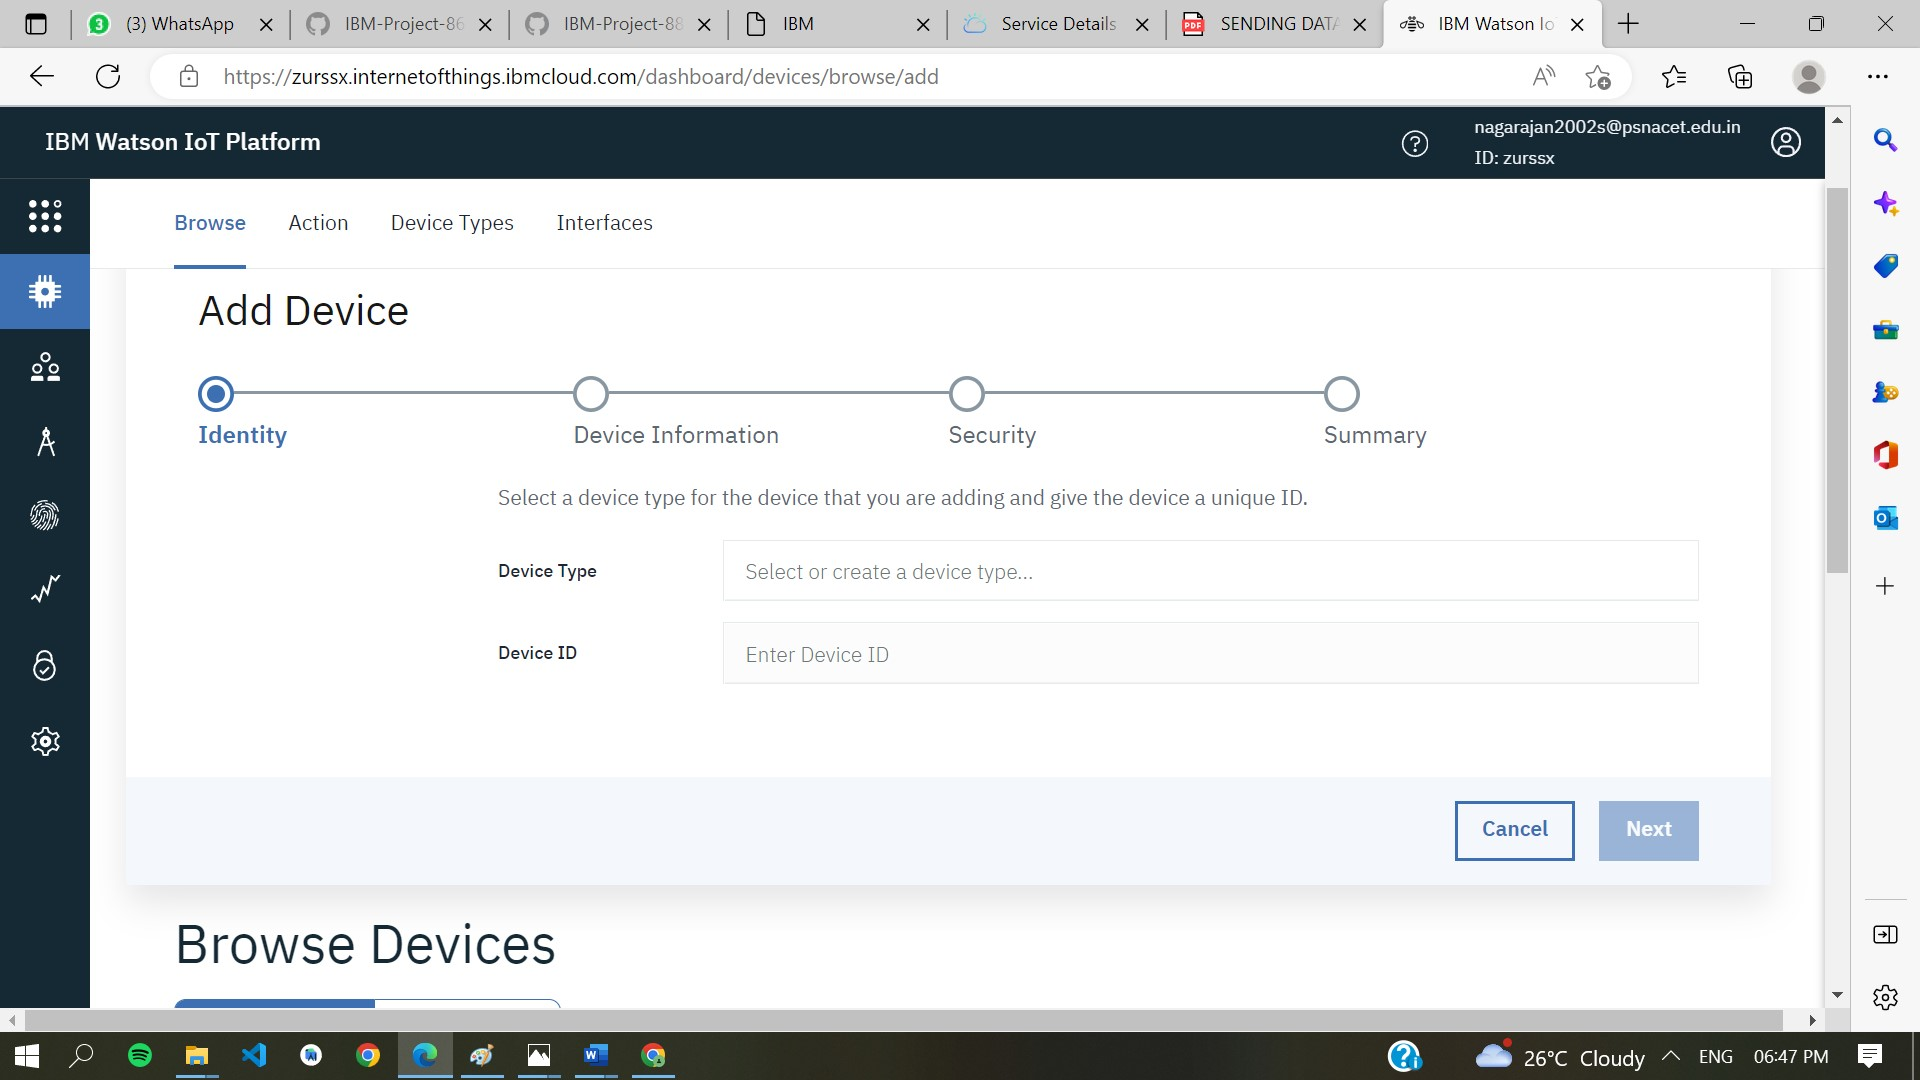 (3) WhatsApp
IBM-Project-86
IBM-Project-88
IBM
Service Details
SENDING DATA
IBM Watson Io
https://zurssx.internetofthings.ibmcloud.com/dashboard/devices/browse/add
IBM Watson IoT Platform
nagarajan2002s@psnacet.edu.in
ID: zurssx
Browse Action Device Types Interfaces
Add Device
Identity Device Information Security Summary
Select a device type for the device that you are adding and give the device a unique ID.
Device Type Select or create a device type...
Device ID Enter Device ID
Cancel Next
Browse Devices
26°C Cloudy ENG 06:47 PM